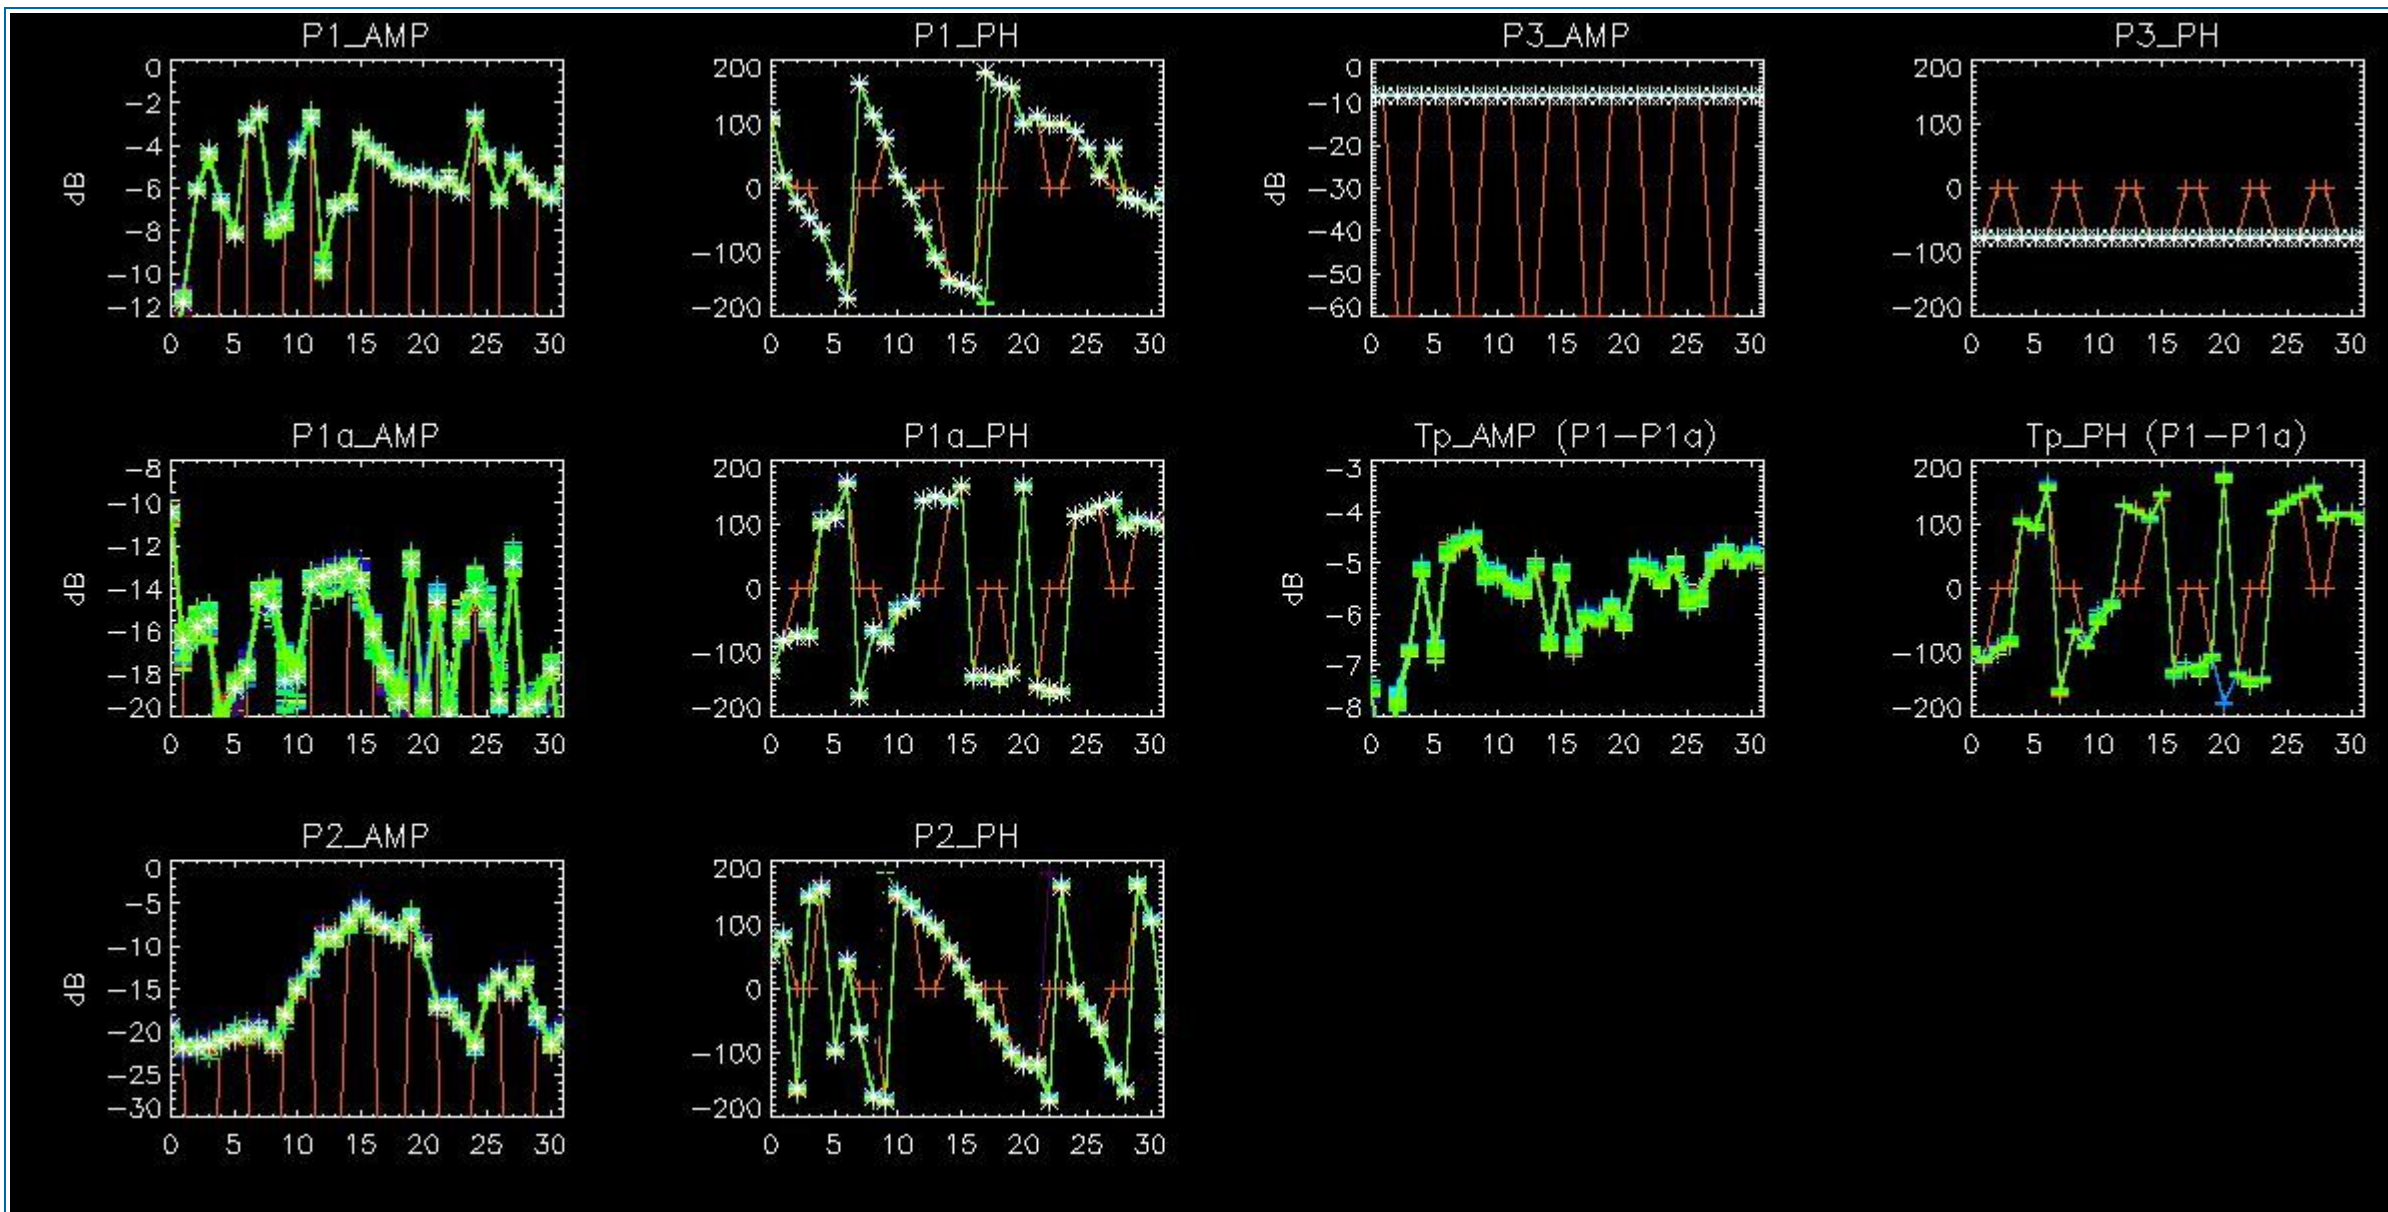 P1_AMP P1_PH P3_AMP P3_PH
0 200 0 200
-2 -10
-4 100 -20 100
dB -6 0 dB -30 0
-8 -40
-100 -50 -100
-10
-12 -200 -60 -200
0 5 10 15 20 25 30 0 5 10 15 20 25 30 0 5 10 15 20 25 30 0 5 10 15 20 25 30
P1a_AMP P1a_PH Tp_AMP (P1-P1a) Tp_PH (P1-P1a)
-8 200 -3 200
-10
-12 100 -4 100
dB -14 0 dB -5 0
-16 -6
-18 -100 -7 -100
-20 -200 -8 -200
0 5 10 15 20 25 30 0 5 10 15 20 25 30 0 5 10 15 20 25 30 0 5 10 15 20 25 30
P2_AMP P2_PH
0 200
-5
-10 100
dB -15 0
-20
-25 -100
-30 -200
0 5 10 15 20 25 30 0 5 10 15 20 25 30